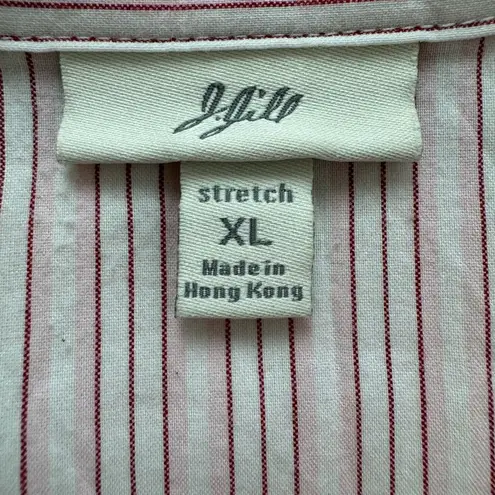 J.Jill
stretch
XL
Made in
Hong Kong